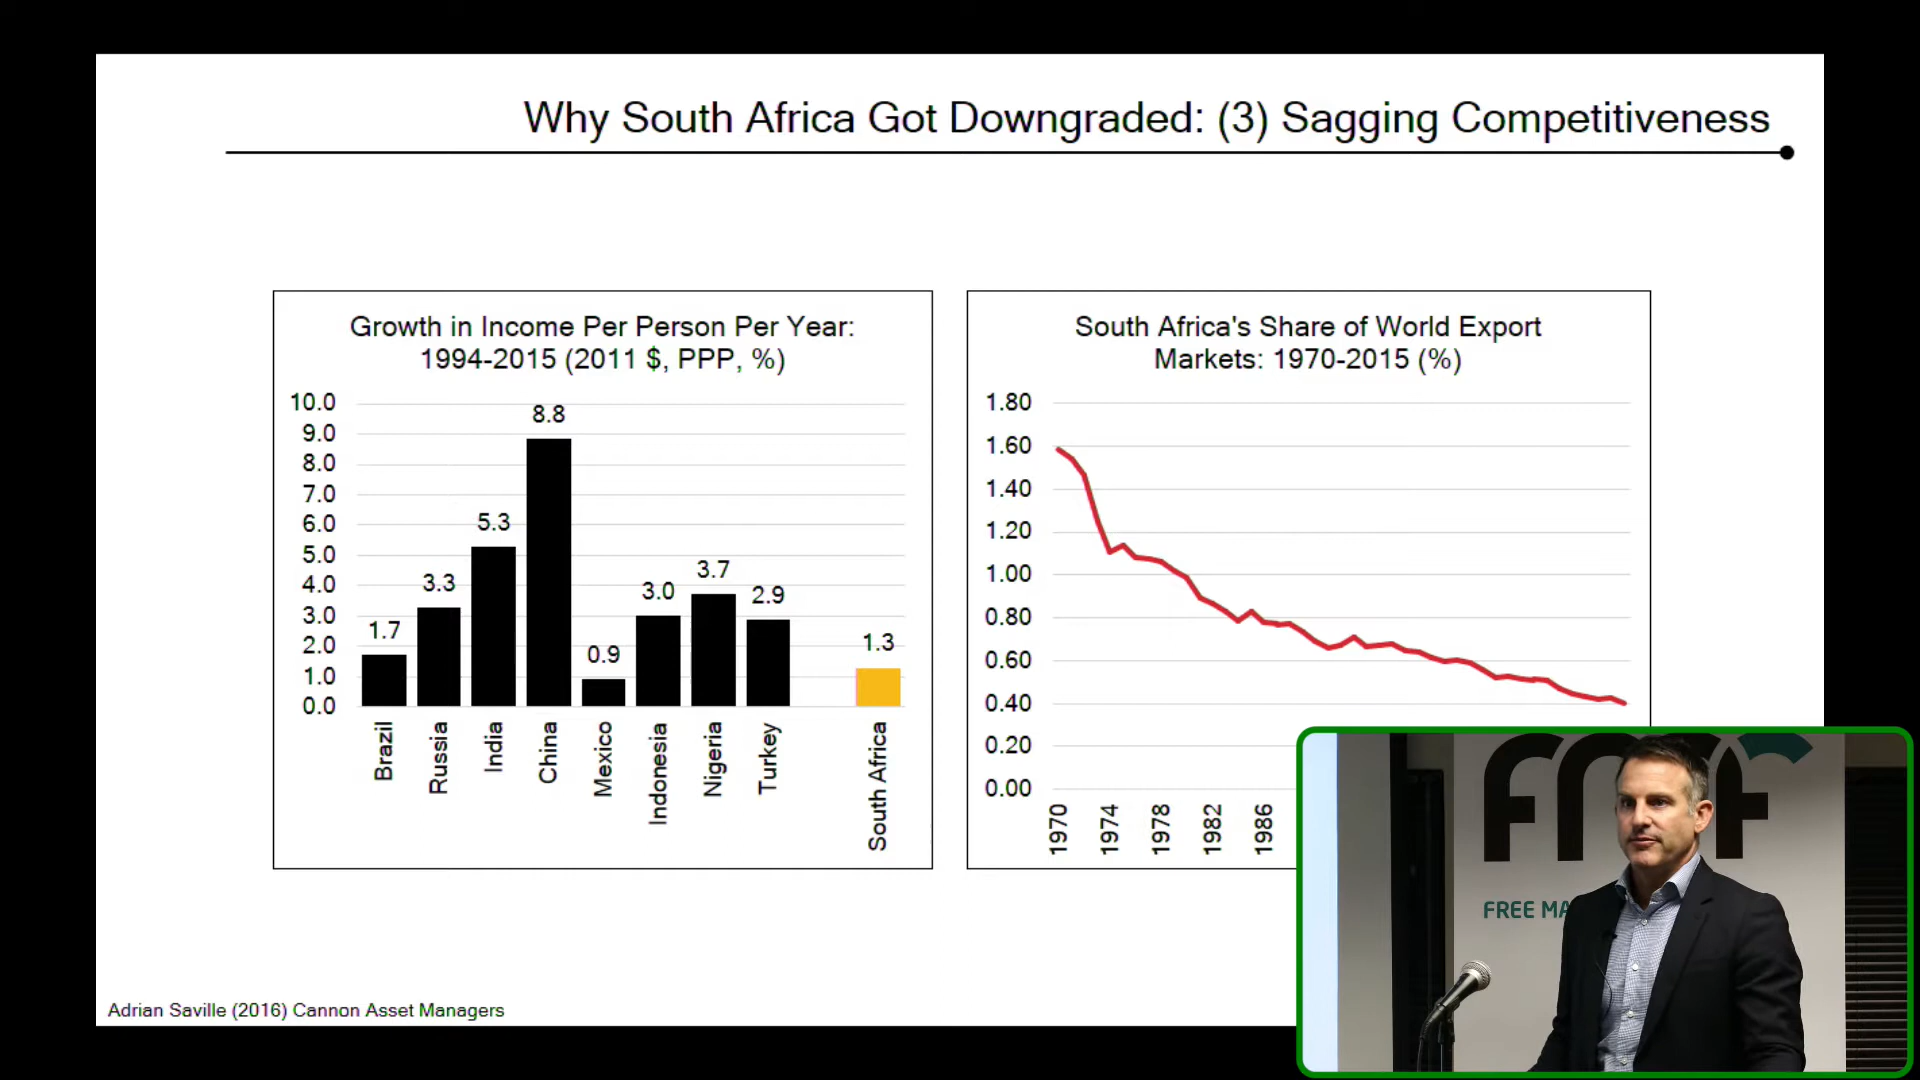 Why South Africa Got Downgraded: (3) Sagging Competitiveness
Growth in Income Per Person Per Year:
1994-2015 (2011 $, PPP, %)
10.0
9.0
8.0
7.0
6.0
5.0
4.0
3.0
2.0
1.0
0.0
1.7
3.3
5.3
8.8
0.9
3.0
3.7
2.9
1.3
Brazil
Russia
India
China
Mexico
Indonesia
Nigeria
Turkey
South Africa
South Africa's Share of World Export
Markets: 1970-2015 (%)
1.80
1.60
1.40
1.20
1.00
0.80
0.60
0.40
0.20
0.00
1970
1974
1978
1982
1986
FREE
Adrian Saville (2016) Cannon Asset Managers